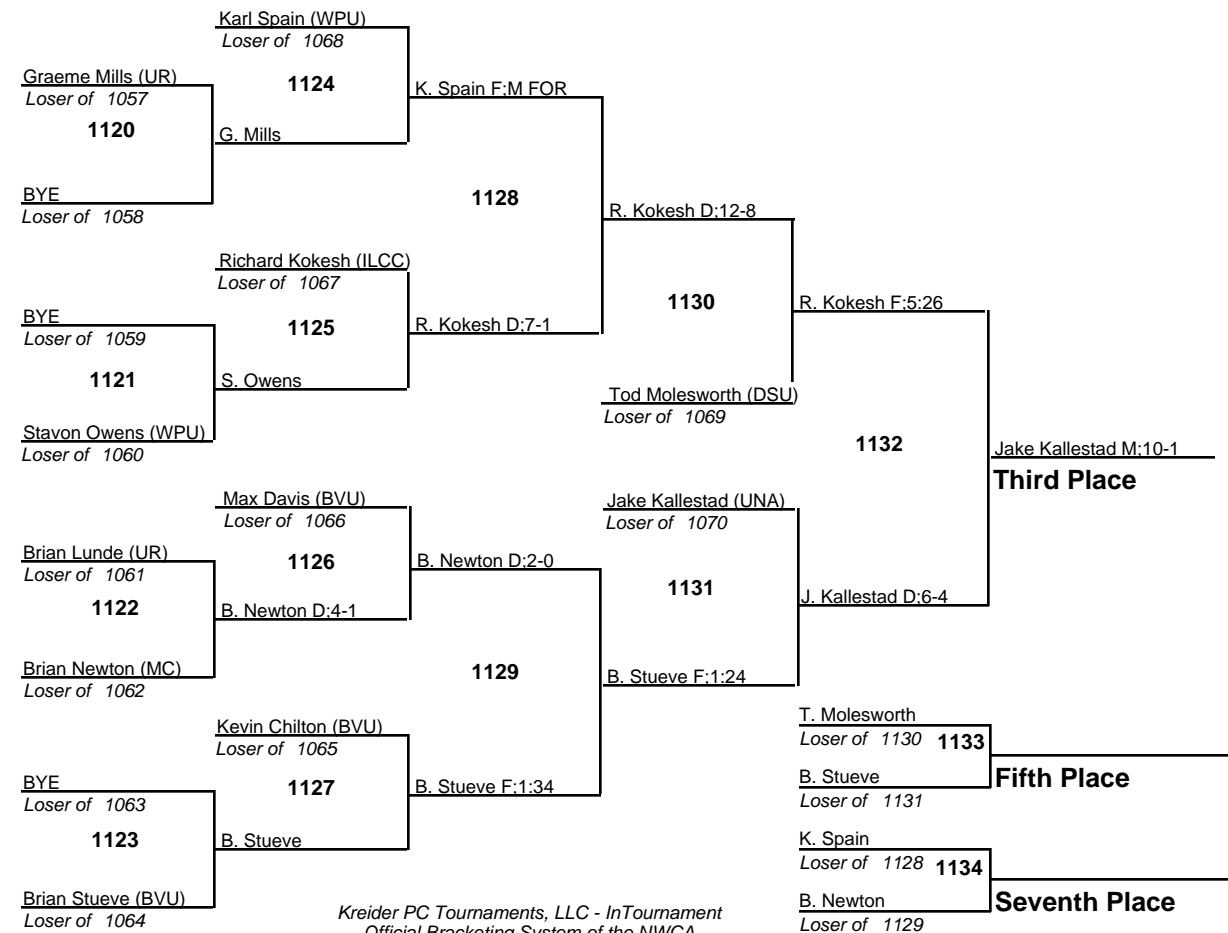 Karl Spain (WPU)
Loser of 1068
Graeme Mills (UR)
Loser of 1057
1124
K. Spain F;M FOR
1120
G. Mills
BYE
Loser of 1058
1128
R. Kokesh D;12-8
Richard Kokesh (ILCC)
Loser of 1067
BYE
Loser of 1059
1125
R. Kokesh D;7-1
1130
R. Kokesh F;5:26
1121
S. Owens
Tod Molesworth (DSU)
Loser of 1069
Stavon Owens (WPU)
Loser of 1060
1132
Jake Kallestad M;10-1
Third Place
Max Davis (BVU)
Loser of 1066
Jake Kallestad (UNA)
Loser of 1070
Brian Lunde (UR)
Loser of 1061
1126
B. Newton D;2-0
1131
1122
B. Newton D;4-1
J. Kallestad D;6-4
Brian Newton (MC)
Loser of 1062
1129
B. Stueve F;1:24
Kevin Chilton (BVU)
Loser of 1065
T. Molesworth
Loser of 1130
1133
BYE
Loser of 1063
1127
B. Stueve F;1:34
B. Stueve
Loser of 1131
Fifth Place
1123
B. Stueve
K. Spain
Loser of 1128
1134
Brian Stueve (BVU)
Loser of 1064
B. Newton
Loser of 1129
Seventh Place
Kreider PC Tournaments, LLC - InTournament
Official Bracketing System of the NWCA